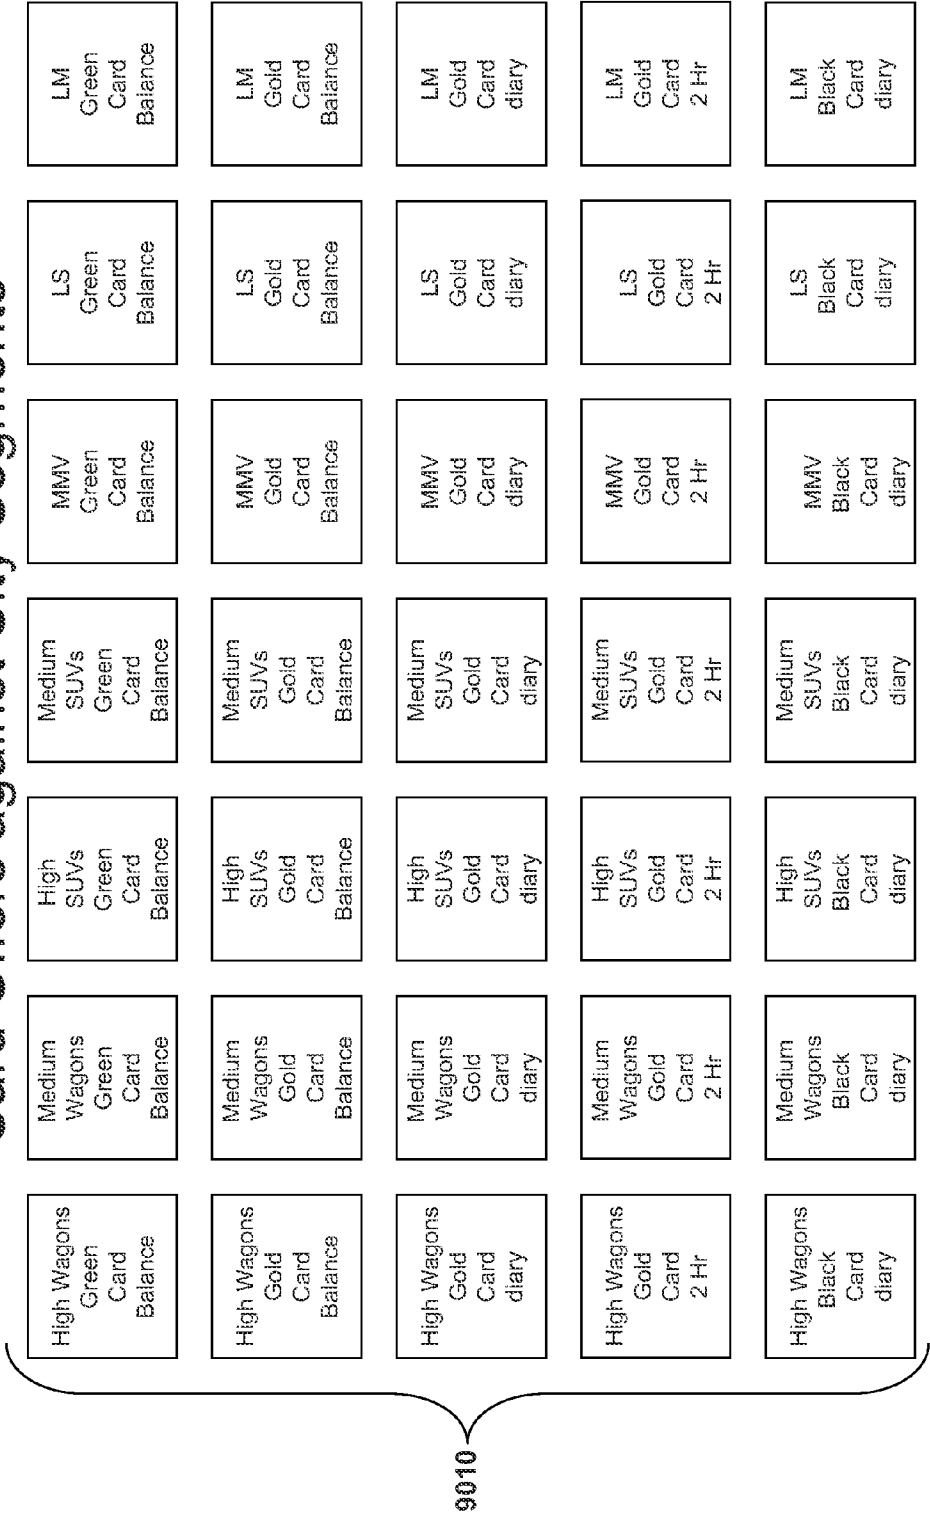 9010
High Wagons
Green
Card
Balance
Medium
Wagons
Green
Card
Balance
High
SUVs
Green
Card
Balance
Medium
SUVs
Green
Card
Balance
MMV
Green
Card
Balance
LS
Green
Card
Balance
LM
Green
Card
Balance
High Wagons
Gold
Card
Balance
Medium
Wagons
Gold
Card
Balance
High
SUVs
Gold
Card
Balance
Medium
SUVs
Gold
Card
Balance
MMV
Gold
Card
Balance
LS
Gold
Card
Balance
LM
Gold
Card
Balance
High Wagons
Gold
Card
diary
Medium
Wagons
Gold
Card
diary
High
SUVs
Gold
Card
diary
Medium
SUVs
Gold
Card
diary
MMV
Gold
Card
diary
LS
Gold
Card
diary
LM
Gold
Card
diary
High Wagons
Gold
Card
2 Hr
Medium
Wagons
Gold
Card
2 Hr
High
SUVs
Gold
Card
2 Hr
Medium
SUVs
Gold
Card
2 Hr
MMV
Gold
Card
2 Hr
LS
Gold
Card
2 Hr
LM
Gold
Card
2 Hr
High Wagons
Black
Card
diary
Medium
Wagons
Black
Card
diary
High
SUVs
Black
Card
diary
Medium
SUVs
Black
Card
diary
MMV
Black
Card
diary
LS
Black
Card
diary
LM
Black
Card
diary